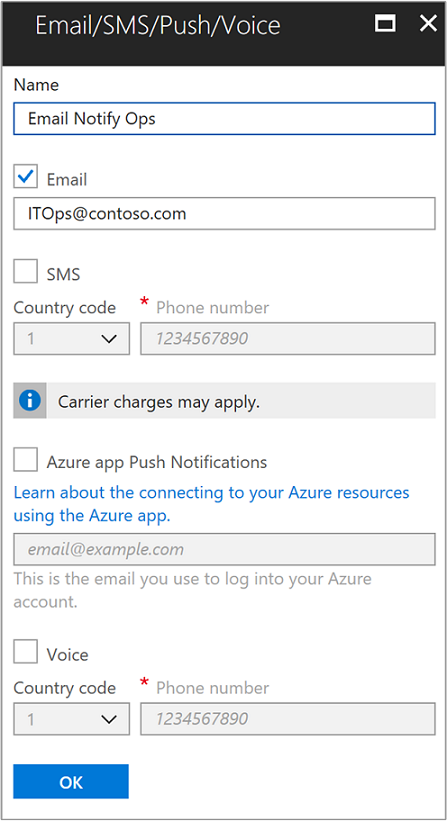 Email/SMS/Push/Voice
Name
Email Notify Ops
Email
ITOps@contoso.com
SMS
Country code * Phone number
1 1234567890
Carrier charges may apply.
Azure app Push Notifications
Learn about the connecting to your Azure resources
using the Azure app.
email@example.com
This is the email you use to log into your Azure
account.
Voice
Country code * Phone number
1 1234567890
OK